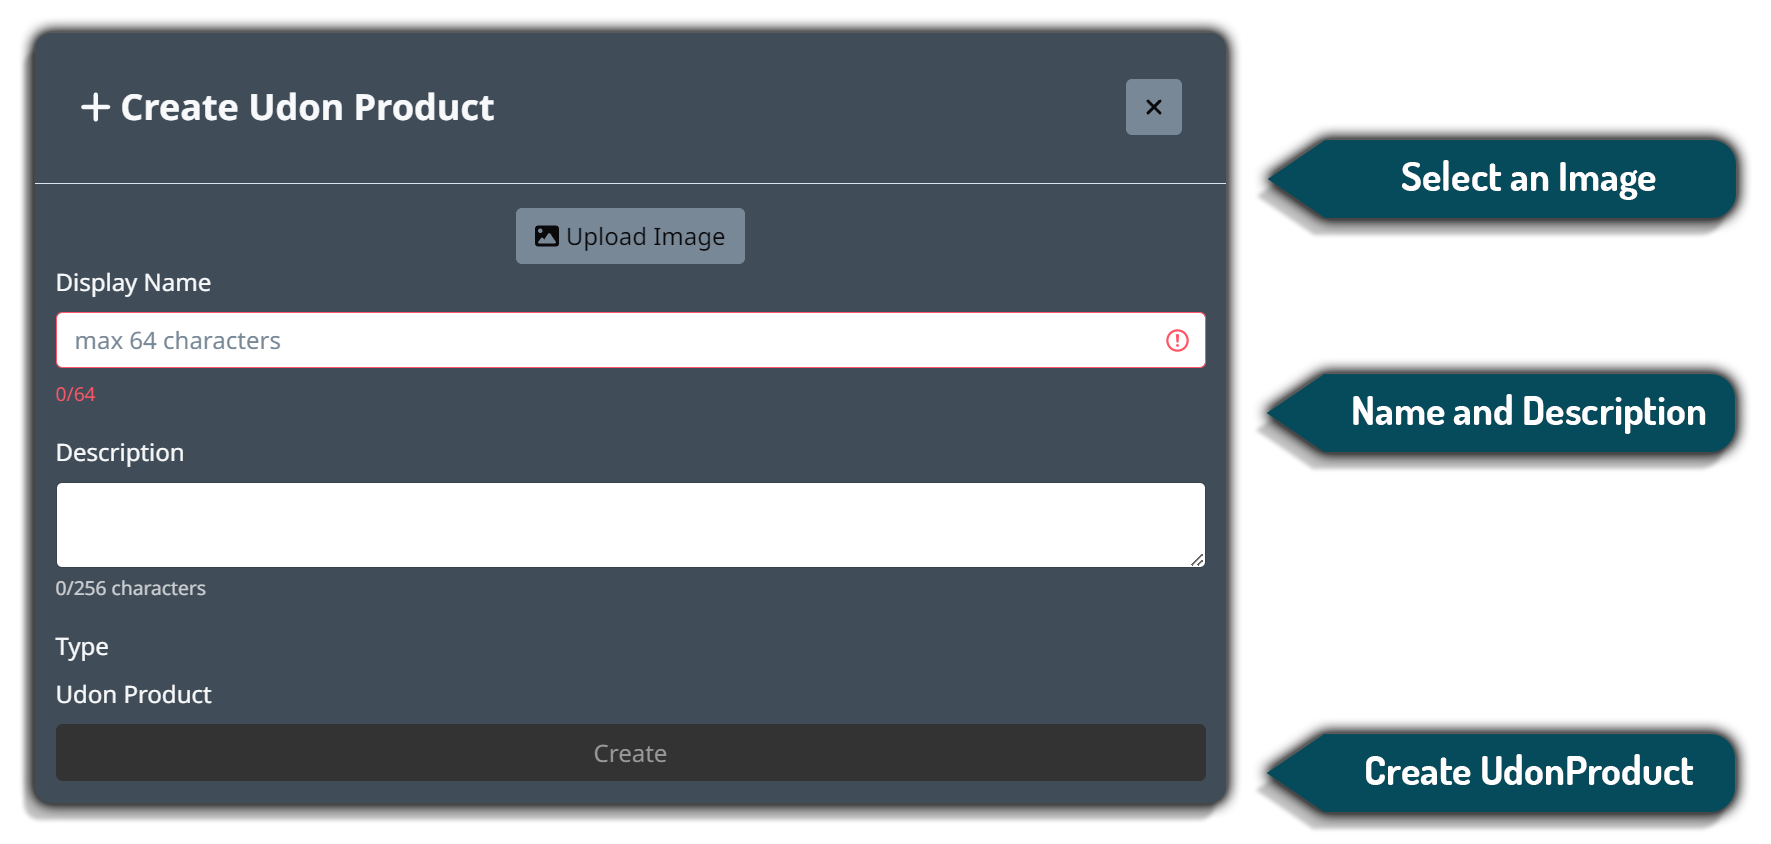 Create Udon Product
Select an Image
Upload Image
Display Name
max 64 characters
0/64
Name and Description
Description
0/256 characters
Type
Udon Product
Create
Create UdonProduct